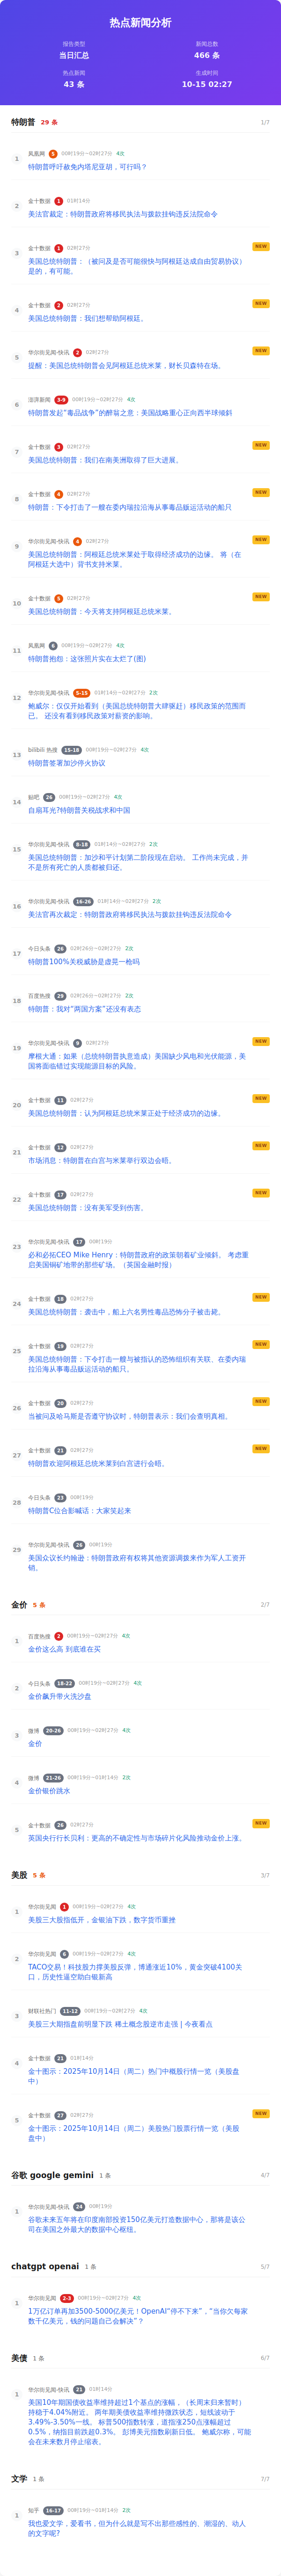 热点新闻分析
报告类型
新闻总数
当日汇总
466 条
热点新闻
生成时间
43 条
10-15 02:27
特朗普 29 条 1/7
1 凤凰网 5 00时19分~02时27分 4次
特朗普呼吁赦免内塔尼亚胡，可行吗？
2 金十数据 1 01时14分
美法官裁定：特朗普政府将移民执法与拨款挂钩违反法院命令
3 金十数据 1 02时27分 NEW
美国总统特朗普：（被问及是否可能很快与阿根廷达成自由贸易协议）
是的，有可能。
4 金十数据 2 02时27分 NEW
美国总统特朗普：我们想帮助阿根廷。
5 华尔街见闻-快讯 2 02时27分 NEW
提醒：美国总统特朗普会见阿根廷总统米莱，财长贝森特在场。
6 澎湃新闻 3-9 00时19分~02时27分 4次
特朗普发起“毒品战争”的醉翁之意：美国战略重心正向西半球倾斜
7 金十数据 3 02时27分 NEW
美国总统特朗普：我们在南美洲取得了巨大进展。
8 金十数据 4 02时27分 NEW
特朗普：下令打击了一艘在委内瑞拉沿海从事毒品贩运活动的船只
9 华尔街见闻-快讯 4 02时27分 NEW
美国总统特朗普：阿根廷总统米莱处于取得经济成功的边缘。 将（在
阿根廷大选中）背书支持米莱。
10 金十数据 5 02时27分 NEW
美国总统特朗普：今天将支持阿根廷总统米莱。
11 凤凰网 6 00时19分~02时27分 4次
特朗普抱怨：这张照片实在太烂了(图)
12 华尔街见闻-快讯 5-15 01时14分~02时27分 2次
鲍威尔：仅仅开始看到（美国总统特朗普大肆驱赶）移民政策的范围而
已。 还没有看到移民政策对薪资的影响。
13 bilibili 热搜 15-18 00时19分~02时27分 4次
特朗普签署加沙停火协议
14 贴吧 26 00时19分~02时27分 4次
自扇耳光?特朗普关税战求和中国
15 华尔街见闻-快讯 8-18 01时14分~02时27分 2次
美国总统特朗普：加沙和平计划第二阶段现在启动。 工作尚未完成，并
不是所有死亡的人质都被归还。
16 华尔街见闻-快讯 16-26 01时14分~02时27分 2次
美法官再次裁定：特朗普政府将移民执法与拨款挂钩违反法院命令
17 今日头条 26 02时26分~02时27分 2次
特朗普100%关税威胁是虚晃一枪吗
18 百度热搜 29 02时26分~02时27分 2次
特朗普：我对“两国方案”还没有表态
19 华尔街见闻-快讯 9 02时27分 NEW
摩根大通：如果（总统特朗普执意造成）美国缺少风电和光伏能源，美
国将面临错过实现能源目标的风险。
20 金十数据 11 02时27分 NEW
美国总统特朗普：认为阿根廷总统米莱正处于经济成功的边缘。
21 金十数据 12 02时27分 NEW
市场消息：特朗普在白宫与米莱举行双边会晤。
22 金十数据 17 02时27分 NEW
美国总统特朗普：没有美军受到伤害。
23 华尔街见闻-快讯 17 00时19分
必和必拓CEO Mike Henry：特朗普政府的政策朝着矿业倾斜。 考虑重
启美国铜矿地带的那些矿场。（英国金融时报）
24 金十数据 18 02时27分 NEW
美国总统特朗普：袭击中，船上六名男性毒品恐怖分子被击毙。
25 金十数据 19 02时27分 NEW
美国总统特朗普：下令打击一艘与被指认的恐怖组织有关联、在委内瑞
拉沿海从事毒品贩运活动的船只。
26 金十数据 20 02时27分 NEW
当被问及哈马斯是否遵守协议时，特朗普表示：我们会查明真相。
27 金十数据 21 02时27分 NEW
特朗普欢迎阿根廷总统米莱到白宫进行会晤。
28 今日头条 23 00时19分
特朗普C位合影喊话：大家笑起来
29 华尔街见闻-快讯 26 00时19分
美国众议长约翰逊：特朗普政府有权将其他资源调拨来作为军人工资开
销。
金价 5 条 2/7
1 百度热搜 2 00时19分~02时27分 4次
金价这么高 到底谁在买
2 今日头条 18-22 00时19分~02时27分 4次
金价飙升带火洗沙盘
3 微博 20-26 00时19分~02时27分 4次
金价
4 微博 21-26 00时19分~01时14分 2次
金价银价跳水
5 金十数据 26 02时27分 NEW
英国央行行长贝利：更高的不确定性与市场碎片化风险推动金价上涨。
美股 5 条 3/7
1 华尔街见闻 1 00时19分~02时27分 4次
美股三大股指低开，金银油下跌，数字货币重挫
2 华尔街见闻 6 00时19分~02时27分 4次
TACO交易！科技股力撑美股反弹，博通涨近10%，黄金突破4100关
口，历史性逼空助白银新高
3 财联社热门 11-12 00时19分~02时27分 4次
美股三大期指盘前明显下跌 稀土概念股逆市走强 | 今夜看点
4 金十数据 21 01时14分
金十图示：2025年10月14日（周二）热门中概股行情一览（美股盘
中）
5 金十数据 27 02时27分 NEW
金十图示：2025年10月14日（周二）美股热门股票行情一览（美股
盘中）
谷歌 google gemini 1 条 4/7
1 华尔街见闻-快讯 24 00时19分
谷歌未来五年将在印度南部投资150亿美元打造数据中心，那将是该公
司在美国之外最大的数据中心枢纽。
chatgpt openai 1 条 5/7
1 华尔街见闻 2-3 00时19分~02时27分 4次
1万亿订单再加3500-5000亿美元！OpenAI“停不下来”，“当你欠每家
数千亿美元，钱的问题自己会解决”？
美债 1 条 6/7
1 华尔街见闻-快讯 21 01时14分
美国10年期国债收益率维持超过1个基点的涨幅，（长周末归来暂时）
持稳于4.04%附近。 两年期美债收益率维持微跌状态，短线波动于
3.49%-3.50%一线。 标普500指数转涨，道指涨250点涨幅超过
0.5%，纳指目前跌超0.3%。 彭博美元指数刷新日低。 鲍威尔称，可能
会在未来数月停止缩表。
文学 1 条 7/7
1 知乎 16-17 00时19分~01时14分 2次
我也爱文学，爱看书，但为什么就是写不出那些感性的、潮湿的、动人
的文字呢?